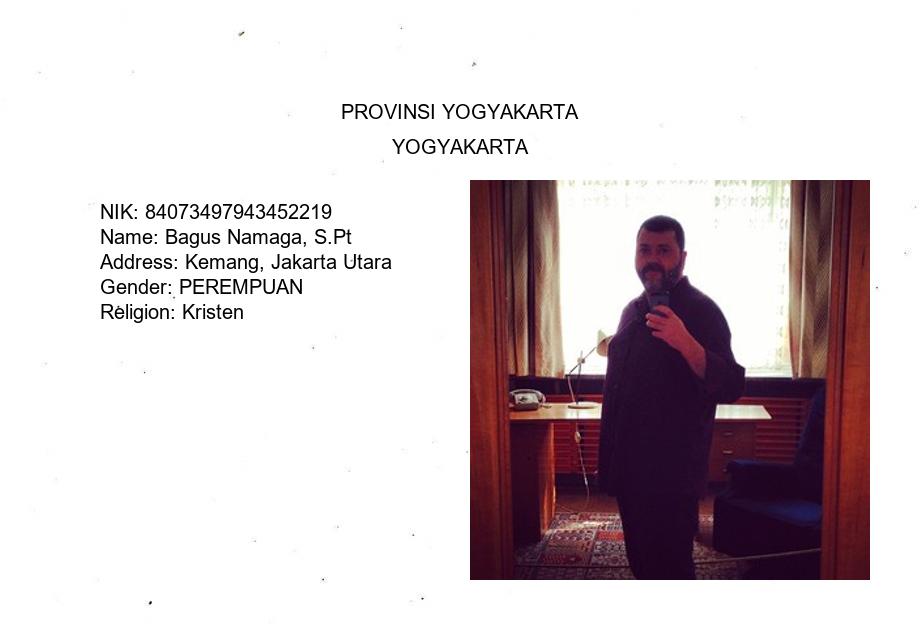 PROVINSI YOGYAKARTA
YOGYAKARTA
NIK: 84073497943452219
Name: Bagus Namaga, S.Pt
Address: Kemang, Jakarta Utara
Gender: PEREMPUAN
Religion: Kristen